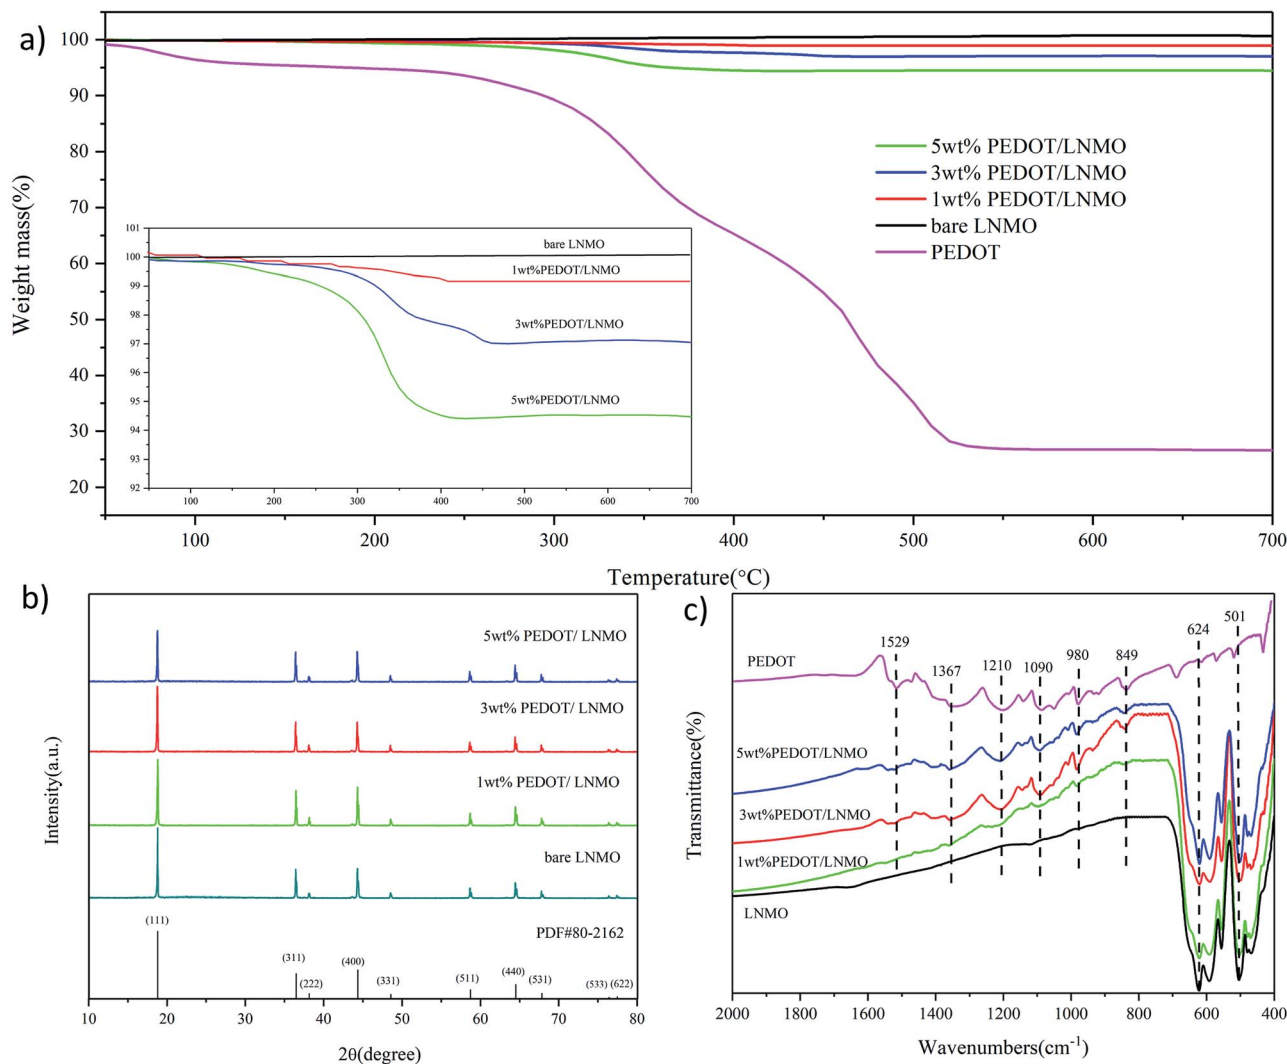 a)
Weight mass(%)
100
90
80
70
60
50
40
30
20
5wt% PEDOT/LNMO
3wt% PEDOT/LNMO
1wt% PEDOT/LNMO
bare LNMO
PEDOT
101
100
99
98
97
96
95
94
93
92
bare LNMO
1wt%PEDOT/LNMO
3wt%PEDOT/LNMO
5wt%PEDOT/LNMO
100 200 300 400 500 600 700
100 200 300 400 500 600 700
Temperature(°C)
b)
Intensity(a.u.)
5wt% PEDOT/ LNMO
3wt% PEDOT/ LNMO
1wt% PEDOT/ LNMO
bare LNMO
PDF#80-2162
(111) (311) (222) (400) (331) (511) (440) (531) (533) (622)
10 20 30 40 50 60 70 80
2θ(degree)
c)
Transmittance(%)
1529 1367 1210 1090 980 849 624 501
PEDOT
5wt%PEDOT/LNMO
3wt%PEDOT/LNMO
1wt%PEDOT/LNMO
LNMO
2000 1800 1600 1400 1200 1000 800 600 400
Wavenumbers(cm⁻¹)